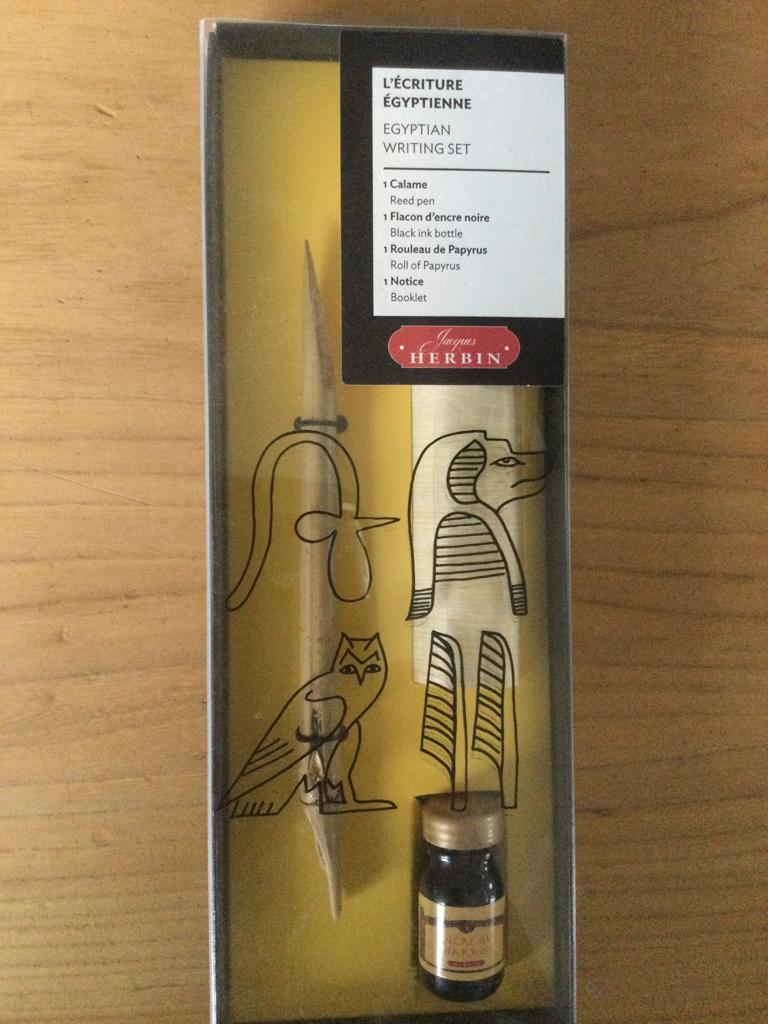 L'ÉCRITURE
ÉGYPTIENNE
EGYPTIAN
WRITING SET
1 Calame
Reed pen
1 Flacon d'encre noire
Black ink bottle
1 Rouleau de Papyrus
Roll of Papyrus
1 Notice
Booklet
Jacques
HERBIN